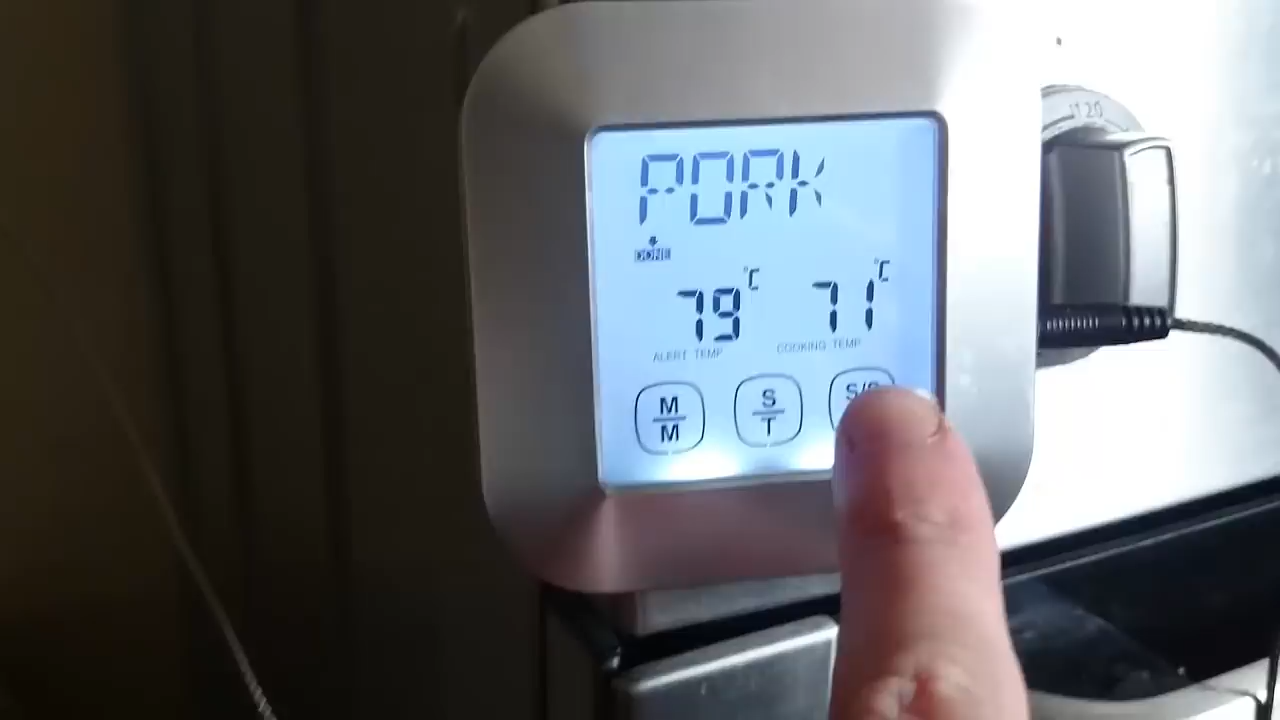 PORK
DONE
79°C 71°C
ALERT TEMP COOKING TEMP
M S S/S
M T
120